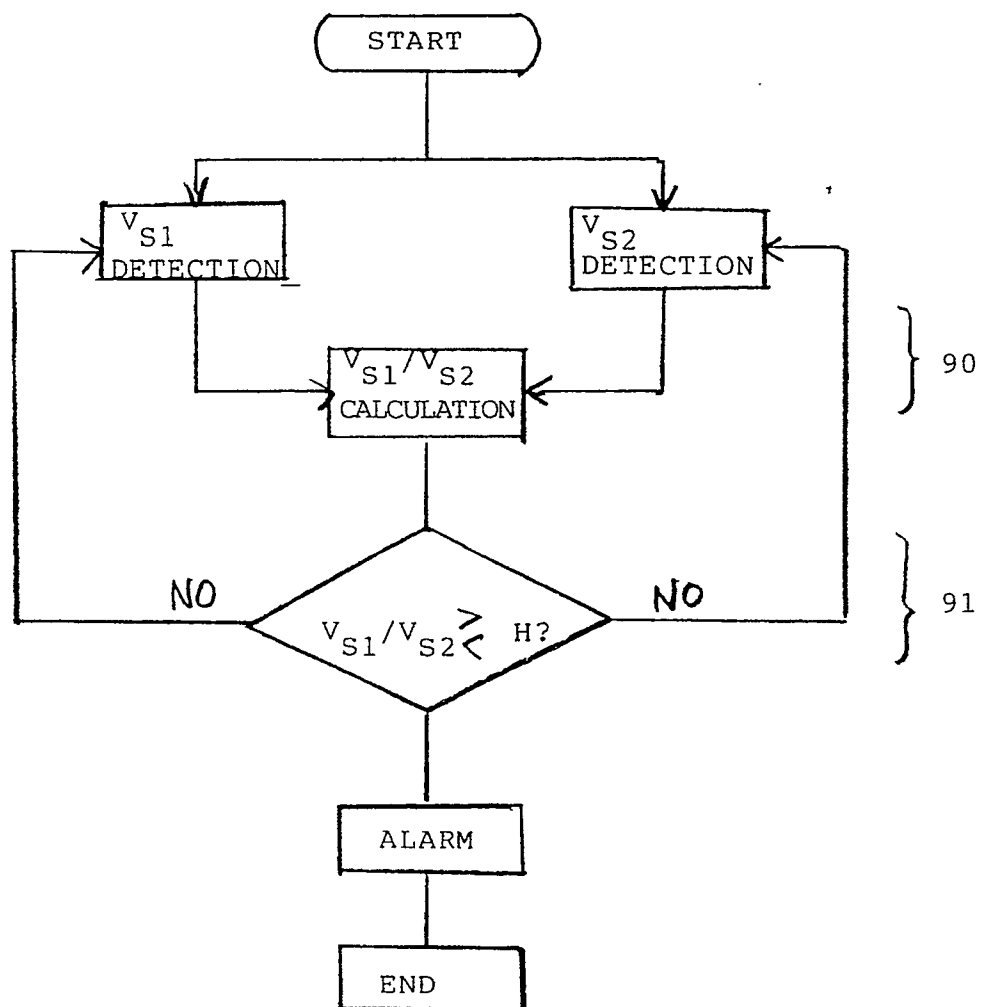 START
VS1
DETECTION
VS2
DETECTION
90
VS1/VS2
CALCULATION
NO
NO
VS1/VS2 ≷ H?
91
ALARM
END